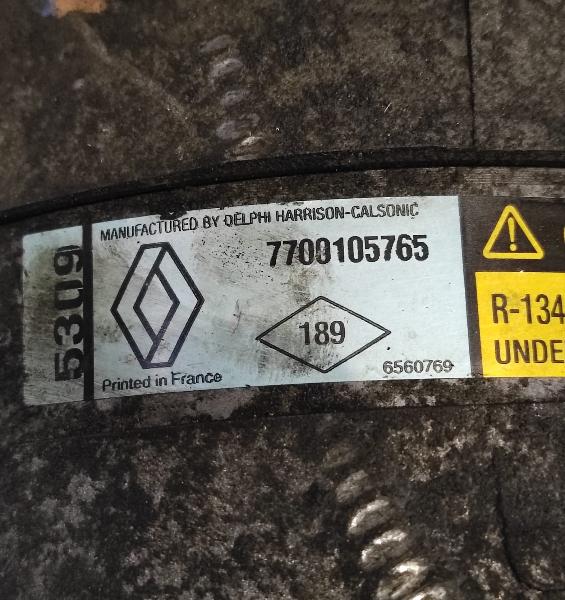 MANUFACTURED BY DELPHI HARRISON-CALSONIC
5309
7700105765
189
6560769
Printed in France
R-134
UNDE